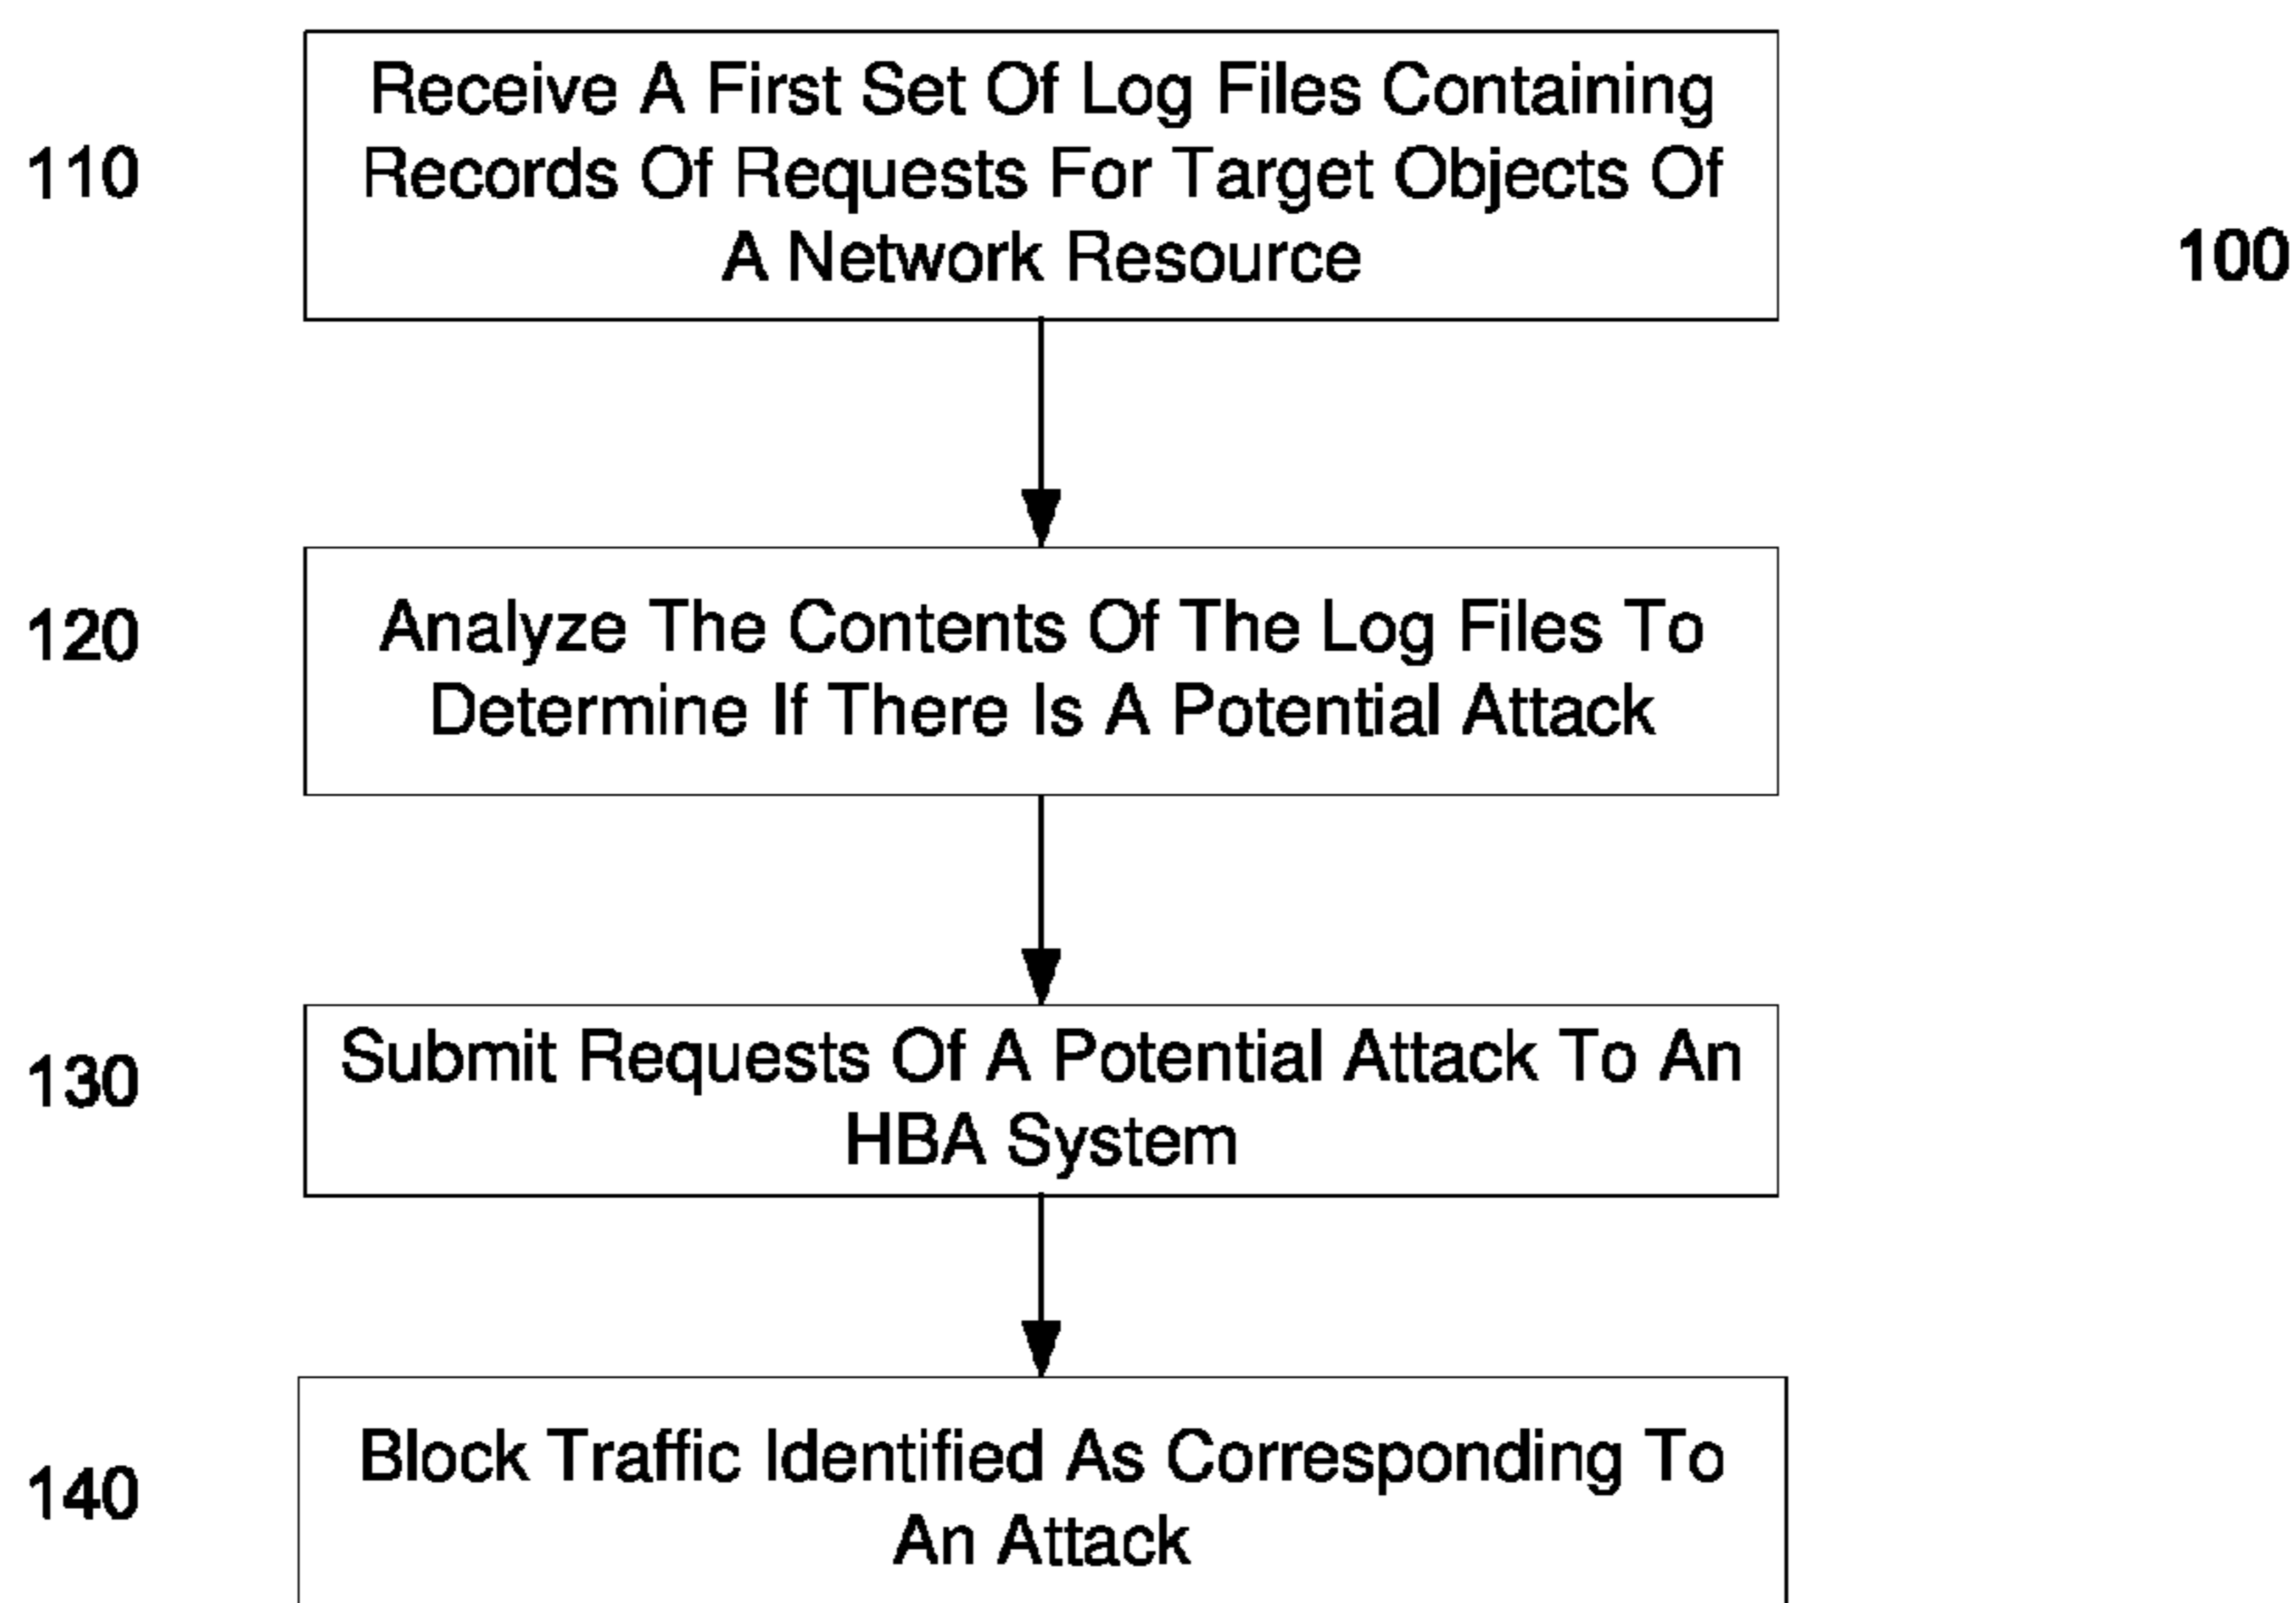 110
Receive A First Set Of Log Files Containing
Records Of Requests For Target Objects Of
A Network Resource
100
120
Analyze The Contents Of The Log Files To
Determine If There Is A Potential Attack
130
Submit Requests Of A Potential Attack To An
HBA System
140
Block Traffic Identified As Corresponding To
An Attack